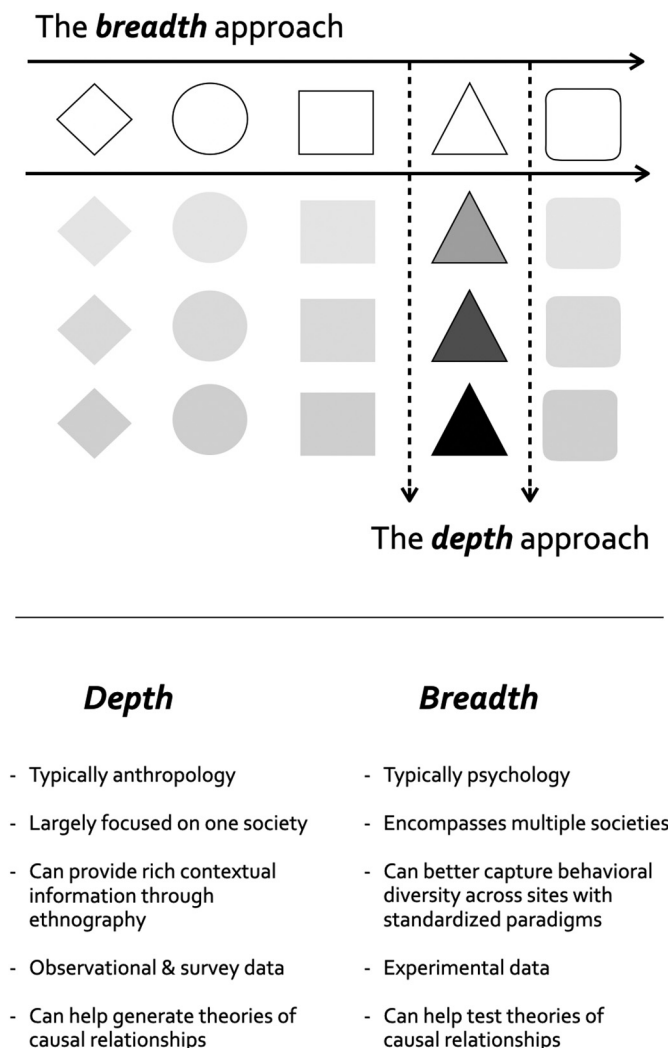 The breadth approach
The depth approach
Depth
- Typically anthropology
- Largely focused on one society
- Can provide rich contextual
information through
ethnography
- Observational & survey data
- Can help generate theories of
causal relationships
Breadth
- Typically psychology
- Encompasses multiple societies
- Can better capture behavioral
diversity across sites with
standardized paradigms
- Experimental data
- Can help test theories of
causal relationships